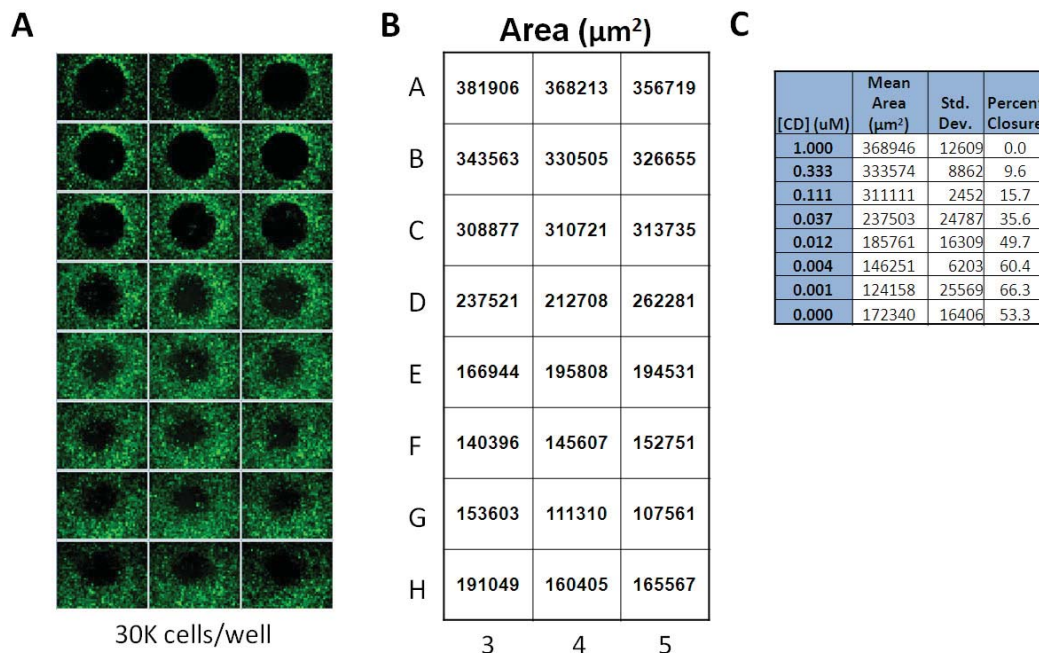 A
30K cells/well
B
Area (µm²)
A 381906 368213 356719
B 343563 330505 326655
C 308877 310721 313735
D 237521 212708 262281
E 166944 195808 194531
F 140396 145607 152751
G 153603 111310 107561
H 191049 160405 165567
3 4 5
C
[CD] (uM) Mean Area (µm²) Std. Dev. Percent Closure
1.000 368946 12609 0.0
0.333 333574 8862 9.6
0.111 311111 2452 15.7
0.037 237503 24787 35.6
0.012 185761 16309 49.7
0.004 146251 6203 60.4
0.001 124158 25569 66.3
0.000 172340 16406 53.3